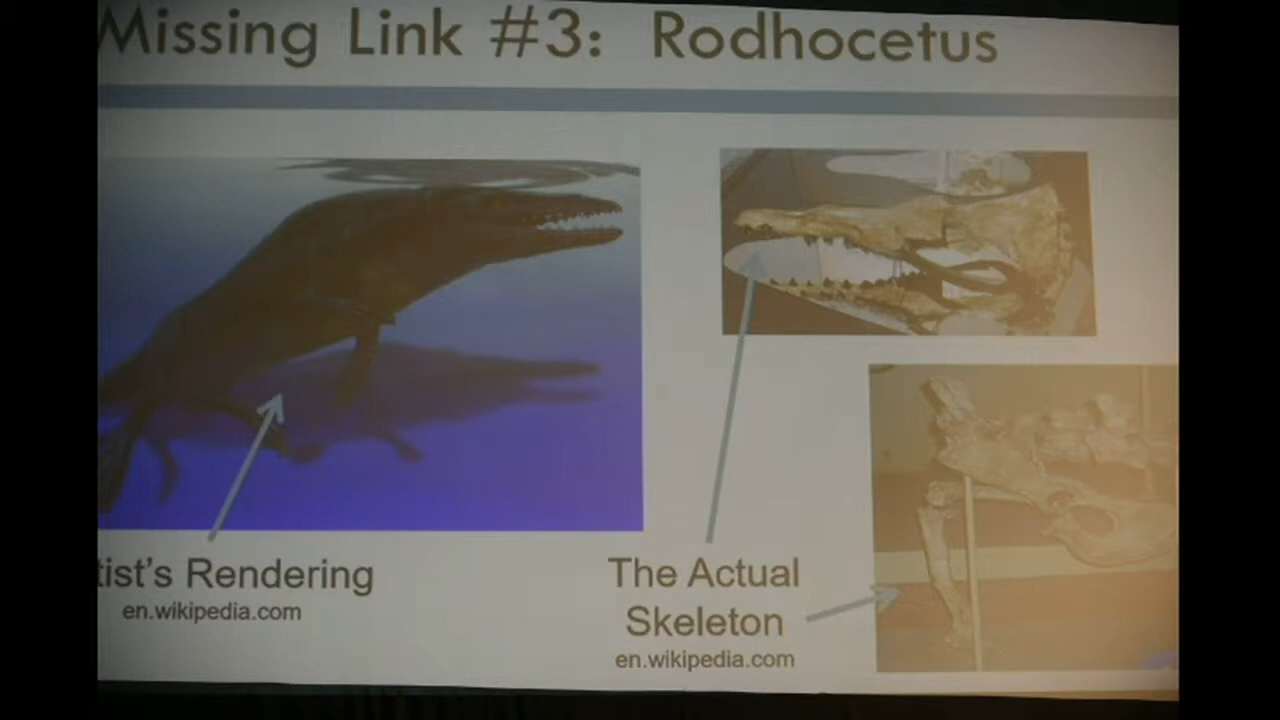 Missing Link #3: Rodhocetus
tist's Rendering
en.wikipedia.com
The Actual
Skeleton
en.wikipedia.com